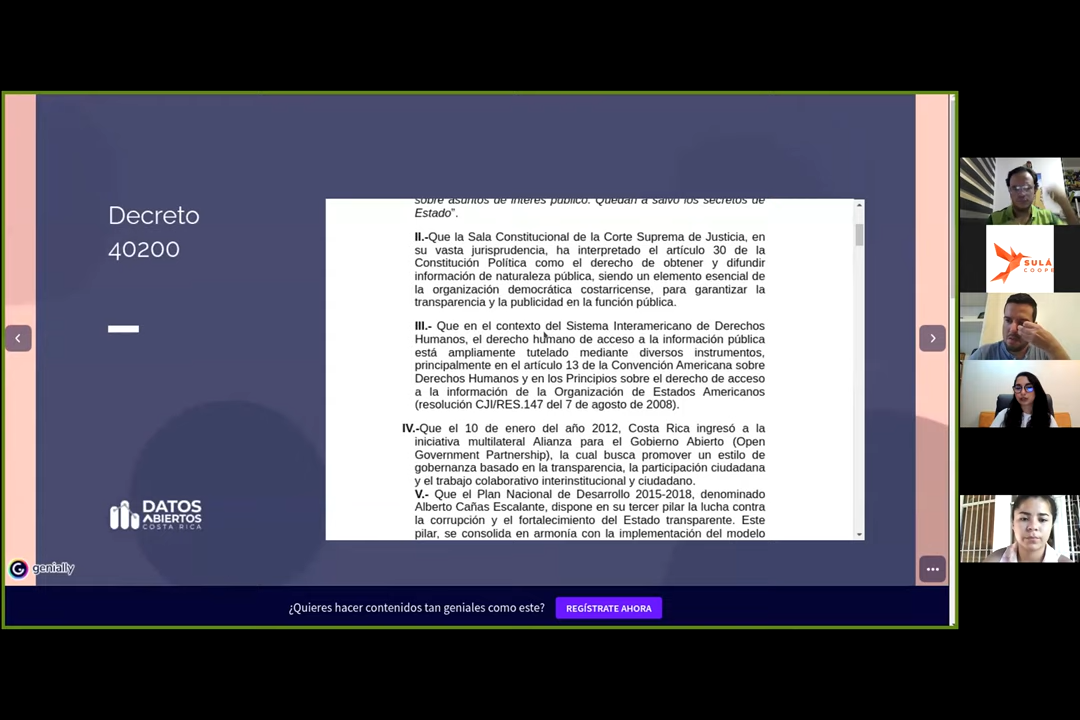 Decreto
40200
sobre asuntos de interés público. Quedan a salvo los secretos de
Estado”.
II.-Que la Sala Constitucional de la Corte Suprema de Justicia, en
su vasta jurisprudencia, ha interpretado el artículo 30 de la
Constitución Política como el derecho de obtener y difundir
información de naturaleza pública, siendo un elemento esencial de
la organización democrática costarricense, para garantizar la
transparencia y la publicidad en la función pública.
III.- Que en el contexto del Sistema Interamericano de Derechos
Humanos, el derecho humano de acceso a la información pública
está ampliamente tutelado mediante diversos instrumentos,
principalmente en el artículo 13 de la Convención Americana sobre
Derechos Humanos y en los Principios sobre el derecho de acceso
a la información de la Organización de Estados Americanos
(resolución CJI/RES.147 del 7 de agosto de 2008).
IV.-Que el 10 de enero del año 2012, Costa Rica ingresó a la
iniciativa multilateral Alianza para el Gobierno Abierto (Open
Government Partnership), la cual busca promover un estilo de
gobernanza basado en la transparencia, la participación ciudadana
y el trabajo colaborativo interinstitucional y ciudadano.
V.- Que el Plan Nacional de Desarrollo 2015-2018, denominado
Alberto Cañas Escalante, dispone en su tercer pilar la lucha contra
la corrupción y el fortalecimiento del Estado transparente. Este
pilar, se consolida en armonía con la implementación del modelo
DATOS
ABIERTOS
COSTA RICA
genially
¿Quieres hacer contenidos tan geniales como este?
REGÍSTRATE AHORA
SULÁ
COOPE